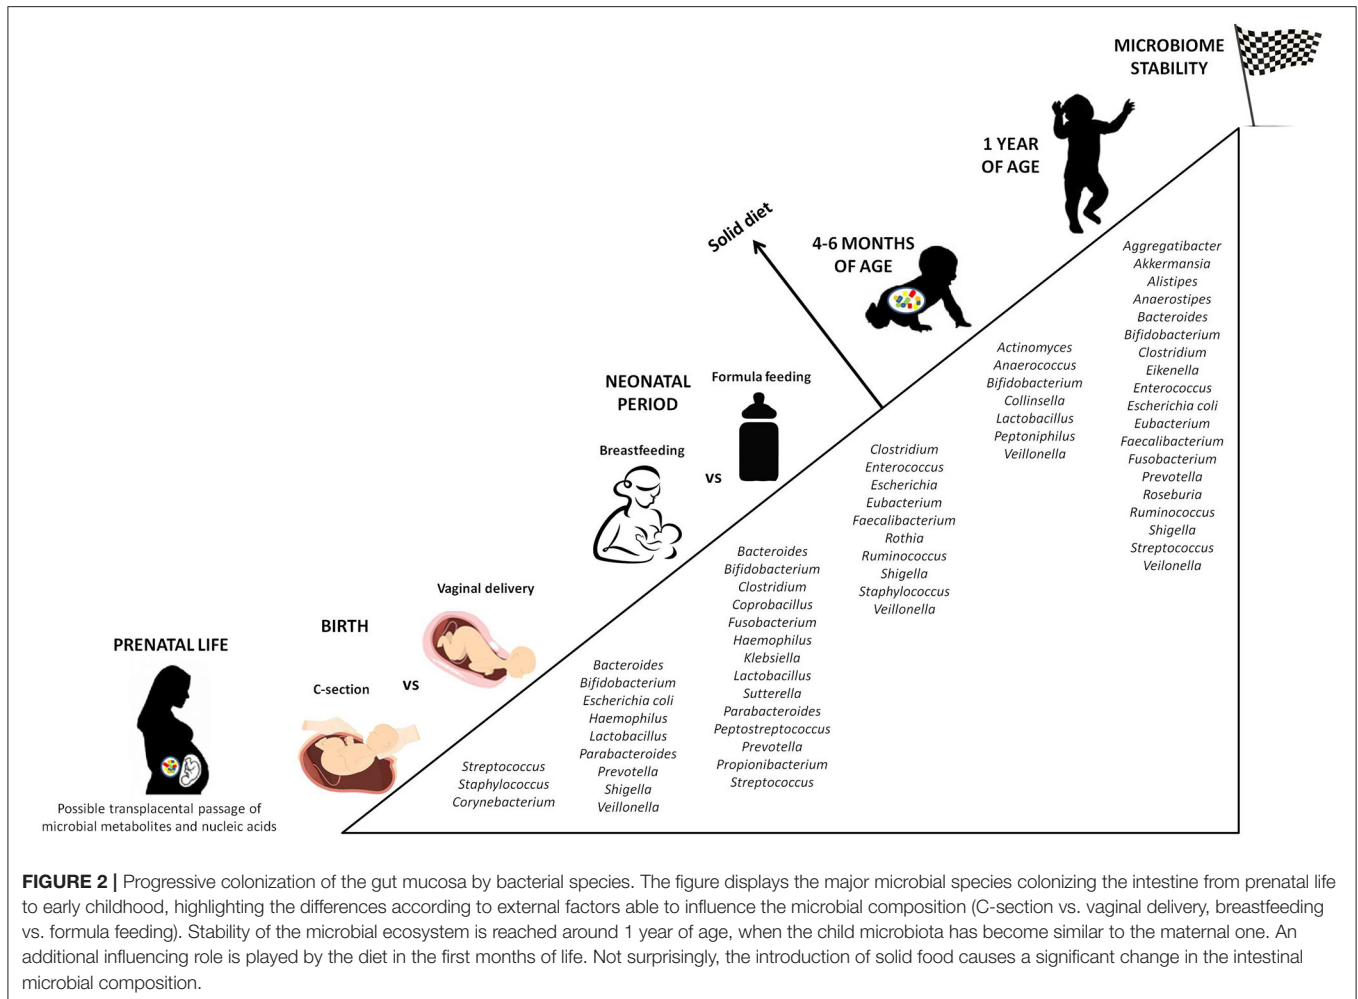 MICROBIOME
STABILITY
1 YEAR
OF AGE
Solid diet
4-6 MONTHS
OF AGE
NEONATAL
PERIOD
Formula feeding
Breastfeeding
vs
Vaginal delivery
BIRTH
C-section
vs
PRENATAL LIFE
Possible transplacental passage of
microbial metabolites and nucleic acids
Streptococcus
Staphylococcus
Corynebacterium
Bacteroides
Bifidobacterium
Escherichia coli
Haemophilus
Lactobacillus
Parabacteroides
Prevotella
Shigella
Veillonella
Bacteroides
Bifidobacterium
Clostridium
Coprobacillus
Fusobacterium
Haemophilus
Klebsiella
Lactobacillus
Sutterella
Parabacteroides
Peptostreptococcus
Prevotella
Propionibacterium
Streptococcus
Clostridium
Enterococcus
Escherichia
Eubacterium
Faecalibacterium
Rothia
Ruminococcus
Shigella
Staphylococcus
Veillonella
Actinomyces
Anaerococcus
Bifidobacterium
Collinsella
Lactobacillus
Peptoniphilus
Veillonella
Aggregatibacter
Akkermansia
Alistipes
Anaerostipes
Bacteroides
Bifidobacterium
Clostridium
Eikenella
Enterococcus
Escherichia coli
Eubacterium
Faecalibacterium
Fusobacterium
Prevotella
Roseburia
Ruminococcus
Shigella
Streptococcus
Veilonella
FIGURE 2 | Progressive colonization of the gut mucosa by bacterial species. The figure displays the major microbial species colonizing the intestine from prenatal life
to early childhood, highlighting the differences according to external factors able to influence the microbial composition (C-section vs. vaginal delivery, breastfeeding
vs. formula feeding). Stability of the microbial ecosystem is reached around 1 year of age, when the child microbiota has become similar to the maternal one. An
additional influencing role is played by the diet in the first months of life. Not surprisingly, the introduction of solid food causes a significant change in the intestinal
microbial composition.